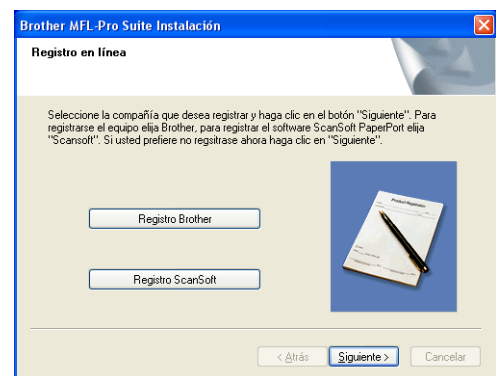 Brother MFL-Pro Suite Instalación
Registro en línea
Seleccione la compañía que desea registrar y haga clic en el botón "Siguiente". Para
registrarse el equipo elija Brother, para registrar el software ScanSoft PaperPort elija
"Scansoft". Si usted prefiere no regsitrase ahora haga clic en "Siguiente".
Product Registration
Registro Brother
Registro ScanSoft
< Atrás
Siguiente >
Cancelar